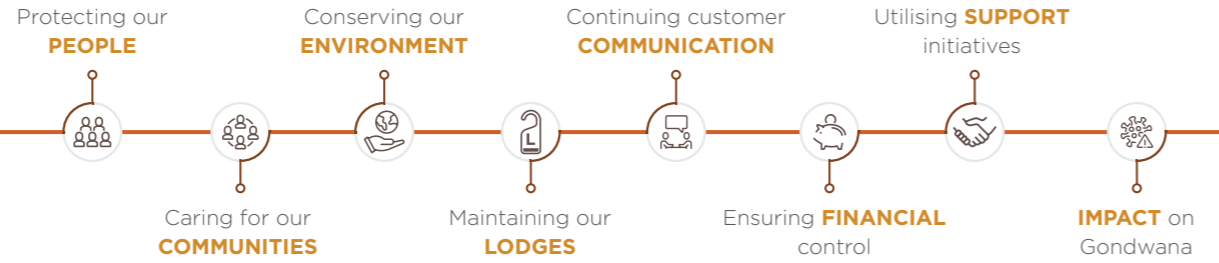 Protecting our
PEOPLE
Caring for our
COMMUNITIES
Conserving our
ENVIRONMENT
L
Maintaining our
LODGES
Continuing customer
COMMUNICATION
Ensuring FINANCIAL
control
Utilising SUPPORT
initiatives
IMPACT on
Gondwana